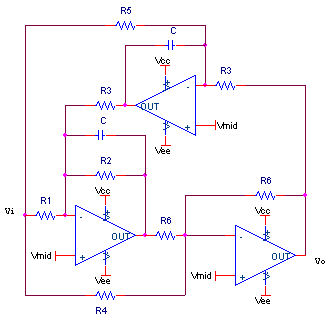 R5
C
Vcc
R3
R3
-
OUT
+
Vmid
Vee
C
R2
R1
Vcc
R6
Vi
-
OUT
R6
Vcc
Vmid
+
-
OUT
Vo
Vee
Vmid
+
R4
Vee